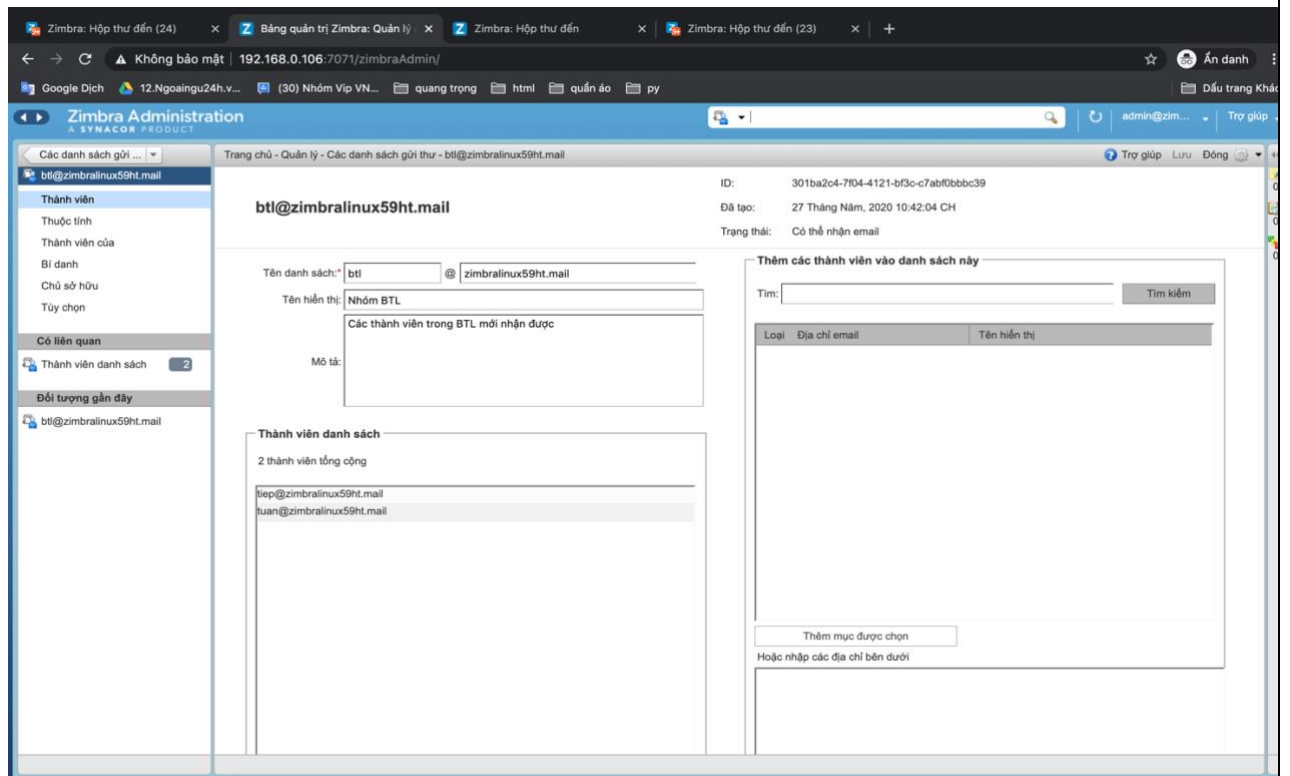 Zimbra: Hộp thư đến (24)
Bảng quản trị Zimbra: Quản lý
Zimbra: Hộp thư đến
Zimbra: Hộp thư đến (23)
Không bảo mật
192.168.0.106:7071/zimbraAdmin/
Ẩn danh
Google Dịch
12.Ngoaingu24h.v...
(30) Nhóm Vip VN...
quang trọng
html
quần áo
py
Dấu trang Khác
Zimbra Administration
A SYNACOR PRODUCT
admin@zim...
Trợ giúp
Các danh sách gửi ...
Trang chủ - Quản lý - Các danh sách gửi thư - btl@zimbralinux59ht.mail
Trợ giúp Lưu Đóng
btl@zimbralinux59ht.mail
Thành viên
Thuộc tính
Thành viên của
Bí danh
Chủ sở hữu
Tùy chọn
Có liên quan
Thành viên danh sách 2
Đối tượng gần đây
btl@zimbralinux59ht.mail
btl@zimbralinux59ht.mail
ID: 301ba2c4-7f04-4121-bf3c-c7abf0bbbc39
Đã tạo: 27 Tháng Năm, 2020 10:42:04 CH
Trạng thái: Có thể nhận email
Tên danh sách:* btl @ zimbralinux59ht.mail
Tên hiển thị: Nhóm BTL
Mô tả: Các thành viên trong BTL mới nhận được
Thành viên danh sách
2 thành viên tổng cộng
tiep@zimbralinux59ht.mail
tuan@zimbralinux59ht.mail
Thêm các thành viên vào danh sách này
Tìm: Tìm kiếm
Loại Địa chỉ email Tên hiển thị
Thêm mục được chọn
Hoặc nhập các địa chỉ bên dưới